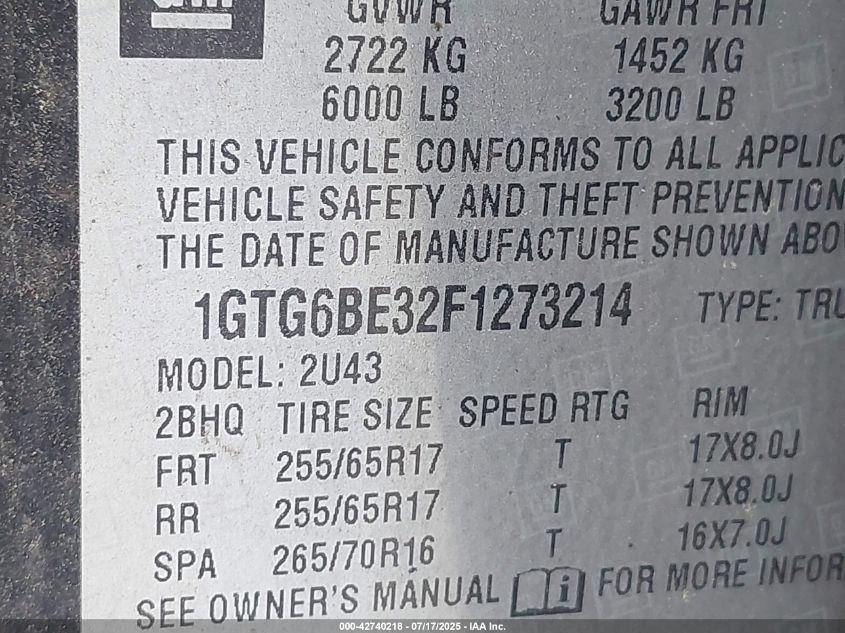 GM
GVWR GAWR FRT
2722 KG 1452 KG
6000 LB 3200 LB
THIS VEHICLE CONFORMS TO ALL APPLIC
VEHICLE SAFETY AND THEFT PREVENTION
THE DATE OF MANUFACTURE SHOWN ABO
1GTG6BE32F1273214 TYPE: TRU
MODEL: 2U43
2BHQ TIRE SIZE SPEED RTG RIM
FRT 255/65R17 T 17X8.0J
RR 255/65R17 T 17X8.0J
SPA 265/70R16 T 16X7.0J
SEE OWNER'S MANUAL i FOR MORE INFOR
000-42740218 - 07/17/2025 - IAA Inc.